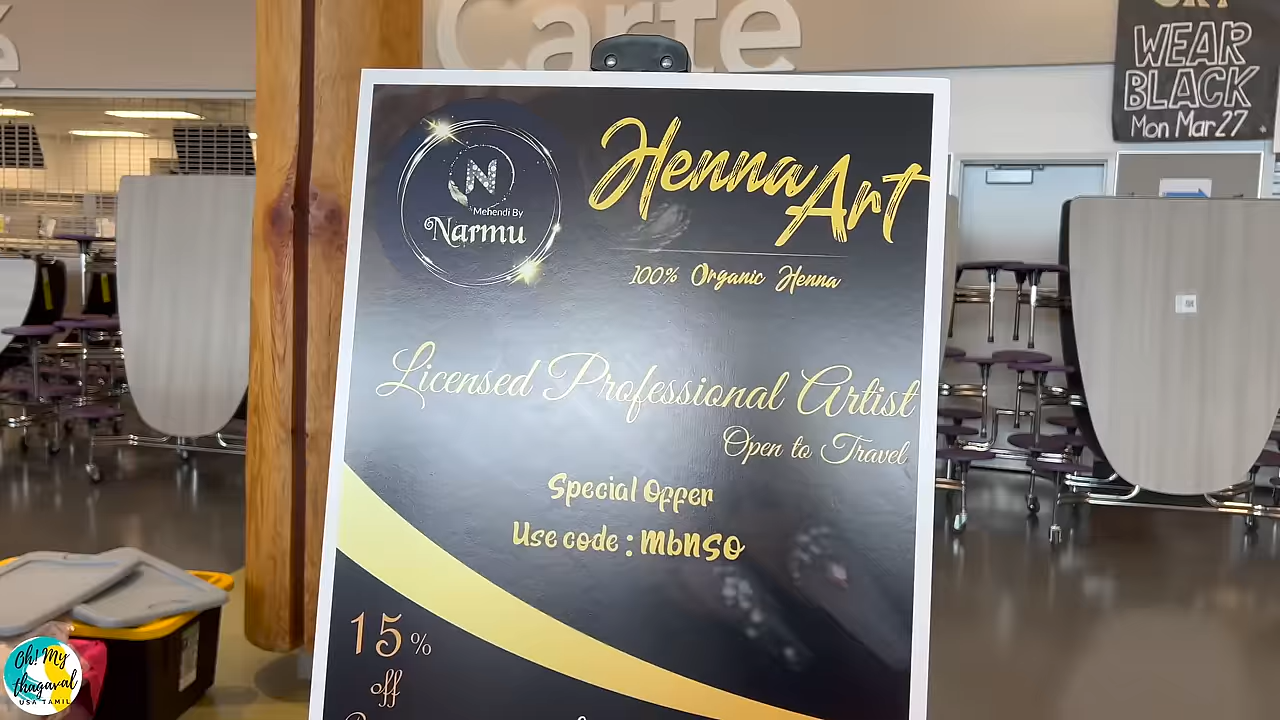 Carte
WEAR
BLACK
Mon Mar 27
N
Mehendi By
Narmu
Henna Art
100% Organic Henna
Licensed Professional Artist
Open to Travel
Special Offer
Use code : mbnso
15%
off
Oh! My
thagaval
USA TAMIL